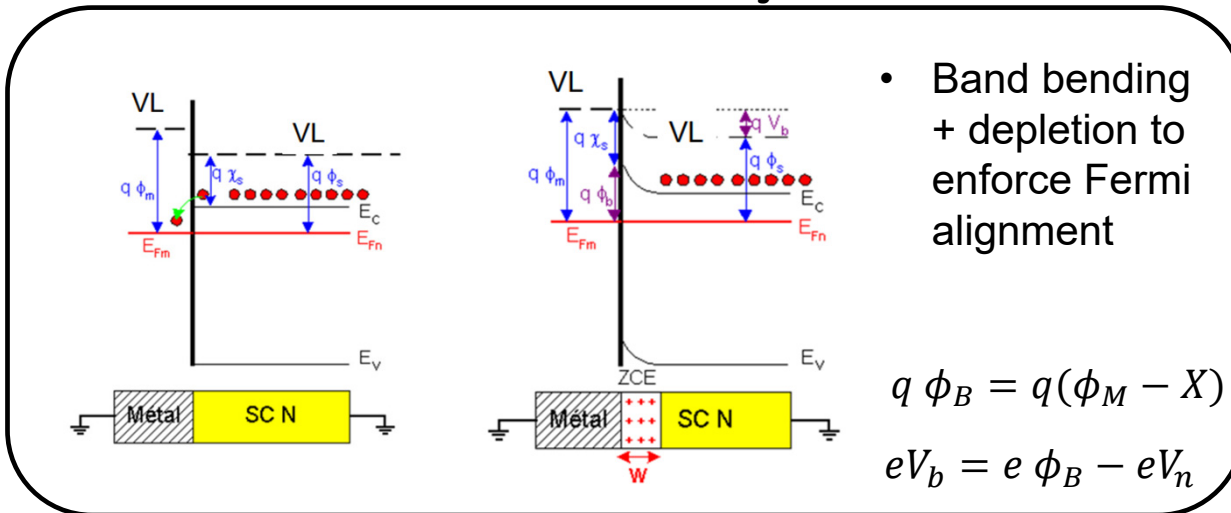 VL
VL
q ϕm
q χs
q ϕs
EC
EFm
EFn
EV
Métal
SC N
VL
VL
q Vb
q χs
q ϕm
q ϕb
q ϕs
EC
EFm
EFn
EV
ZCE
Métal
+++
+++
+++
+++
SC N
W
• Band bending
+ depletion to
enforce Fermi
alignment
q ϕB = q(ϕM − X)
eVb = e ϕB − eVn